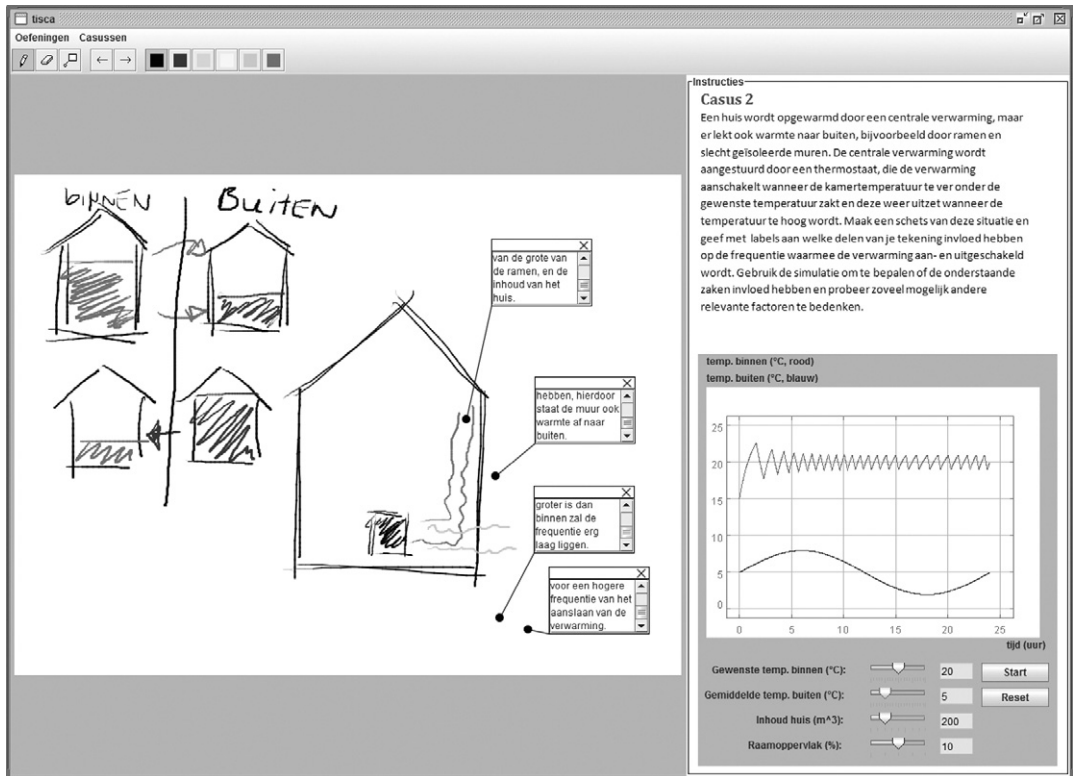 tisca
Oefeningen Casussen
binnen
Buiten
van de grote van
de ramen, en de
inhoud van het
huis.
hebben, hierdoor
staat de muur ook
warmte af naar
buiten.
groter is dan
binnen zal de
frequentie erg
laag liggen.
voor een hogere
frequentie van het
aanslaan van de
verwarming.
Instructies
Casus 2
Een huis wordt opgewarmd door een centrale verwarming, maar
er lekt ook warmte naar buiten, bijvoorbeeld door ramen en
slecht geïsoleerde muren. De centrale verwarming wordt
aangestuurd door een thermostaat, die de verwarming
aanschakelt wanneer de kamertemperatuur te ver onder de
gewenste temperatuur zakt en deze weer uitzet wanneer de
temperatuur te hoog wordt. Maak een schets van deze situatie en
geef met labels aan welke delen van je tekening invloed hebben
op de frequentie waarmee de verwarming aan- en uitgeschakeld
wordt. Gebruik de simulatie om te bepalen of de onderstaande
zaken invloed hebben en probeer zoveel mogelijk andere
relevante factoren te bedenken.
temp. binnen (°C, rood)
temp. buiten (°C, blauw)
25
20
15
10
5
0
0 5 10 15 20 25
tijd (uur)
Gewenste temp. binnen (°C): 20 Start
Gemiddelde temp. buiten (°C): 5 Reset
Inhoud huis (m^3): 200
Raamoppervlak (%): 10